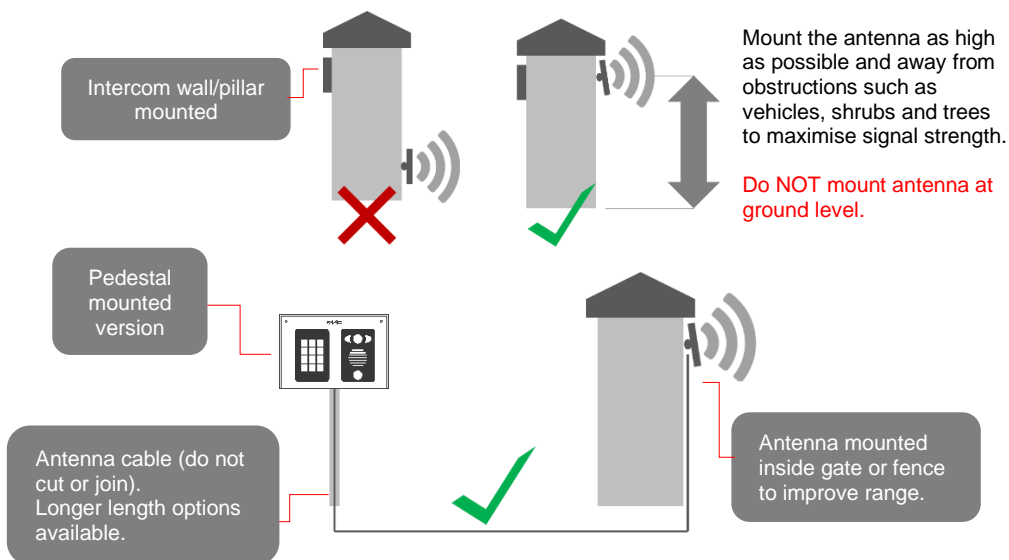 Intercom wall/pillar
mounted
Mount the antenna as high
as possible and away from
obstructions such as
vehicles, shrubs and trees
to maximise signal strength.
Do NOT mount antenna at
ground level.
Pedestal
mounted
version
Antenna cable (do not
cut or join).
Longer length options
available.
Antenna mounted
inside gate or fence
to improve range.